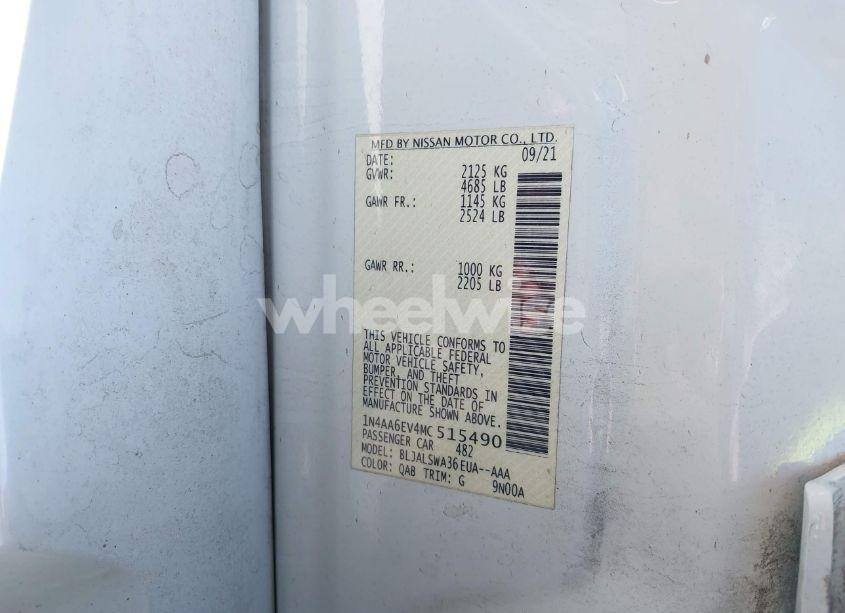 MFD BY NISSAN MOTOR CO., LTD.
DATE: 09/21
GVWR: 2125 KG
4685 LB
GAWR FR.: 1145 KG
2524 LB
GAWR RR.: 1000 KG
2205 LB
wheelwise
THIS VEHICLE CONFORMS TO
ALL APPLICABLE FEDERAL
MOTOR VEHICLE SAFETY,
BUMPER, AND THEFT
PREVENTION STANDARDS IN
EFFECT ON THE DATE OF
MANUFACTURE SHOWN ABOVE.
1N4AA6EV4MC515490
PASSENGER CAR 482
MODEL: BLJALSWA36EUA--AAA
COLOR: QAB TRIM: G 9N00A